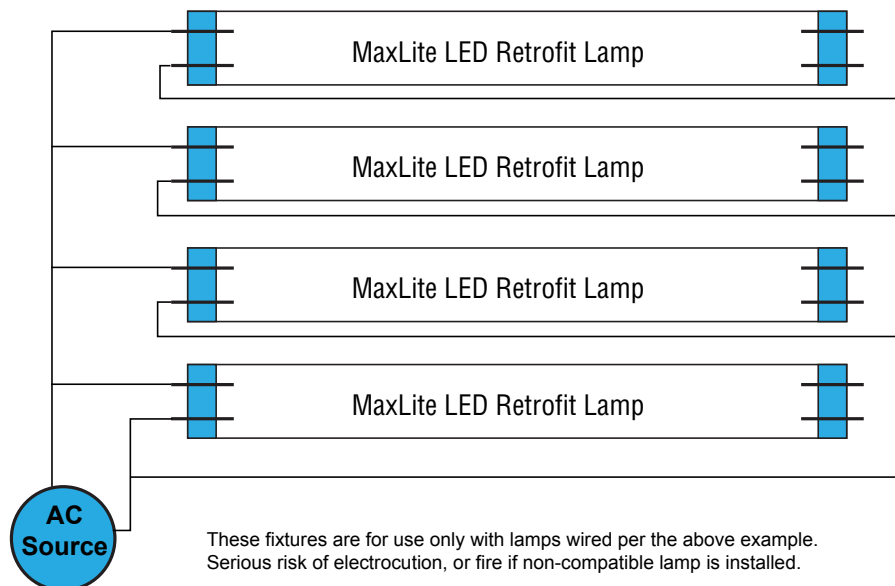 MaxLite LED Retrofit Lamp
MaxLite LED Retrofit Lamp
MaxLite LED Retrofit Lamp
MaxLite LED Retrofit Lamp
AC
Source
These fixtures are for use only with lamps wired per the above example.
Serious risk of electrocution, or fire if non-compatible lamp is installed.